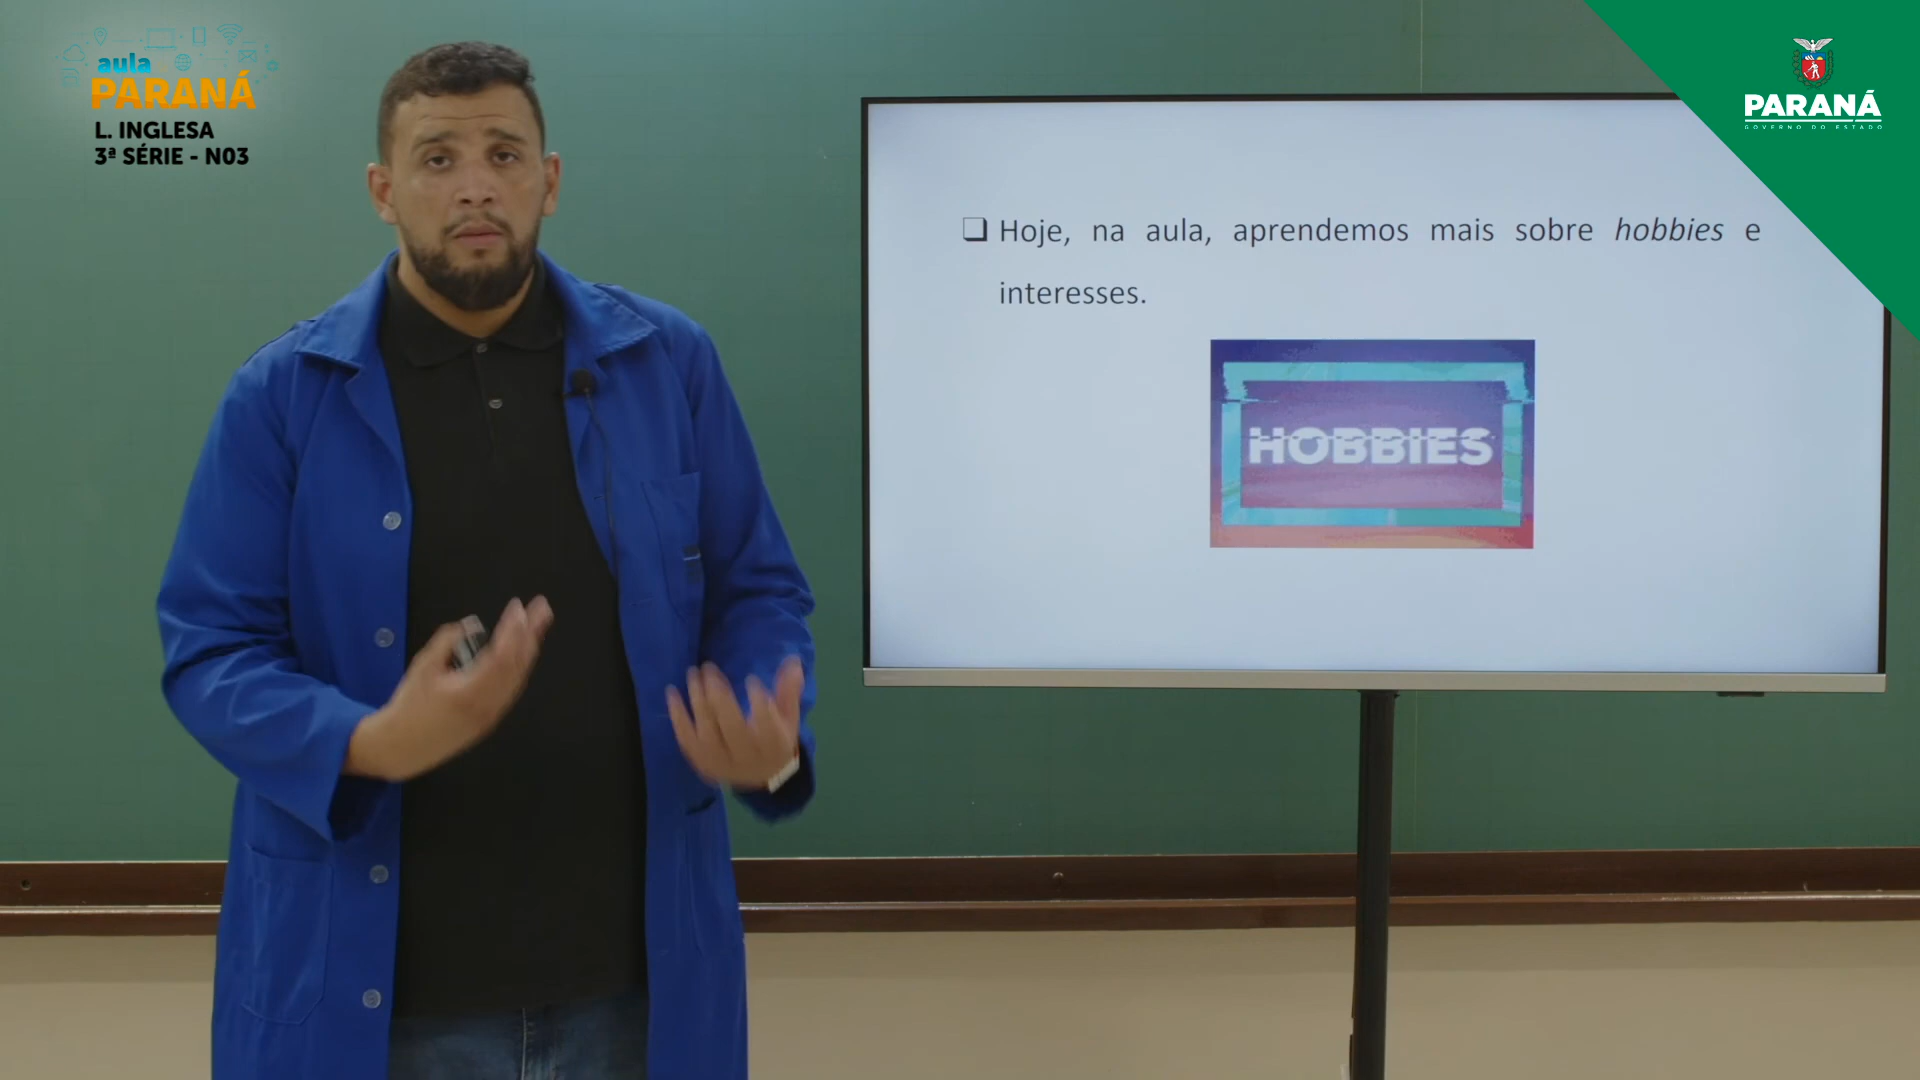 aula
PARANÁ
L. INGLESA
3ª SÉRIE - N03
PARANÁ
GOVERNO DO ESTADO
❑ Hoje, na aula, aprendemos mais sobre hobbies e
interesses.
HOBBIES